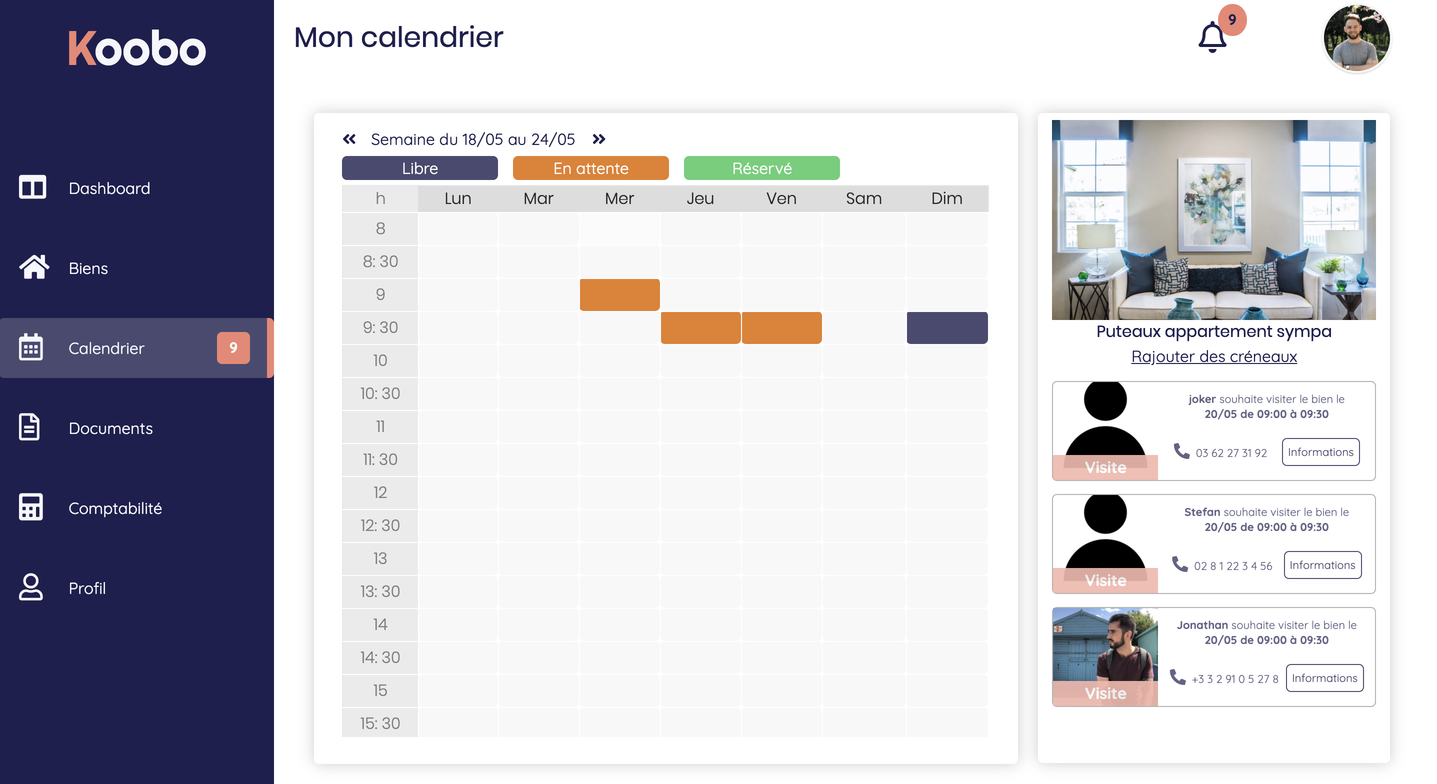 Koobo
Mon calendrier
9
Dashboard
Biens
Calendrier 9
Documents
Comptabilité
Profil
Semaine du 18/05 au 24/05
Libre En attente Réservé
h Lun Mar Mer Jeu Ven Sam Dim
8
8: 30
9
9: 30
10
10: 30
11
11: 30
12
12: 30
13
13: 30
14
14: 30
15
15: 30
Puteaux appartement sympa
Rajouter des créneaux
joker souhaite visiter le bien le
20/05 de 09:00 à 09:30
03 62 27 31 92 Informations
Visite
Stefan souhaite visiter le bien le
20/05 de 09:00 à 09:30
02 8 1 22 3 4 56 Informations
Visite
Jonathan souhaite visiter le bien le
20/05 de 09:00 à 09:30
+3 3 2 91 0 5 27 8 Informations
Visite